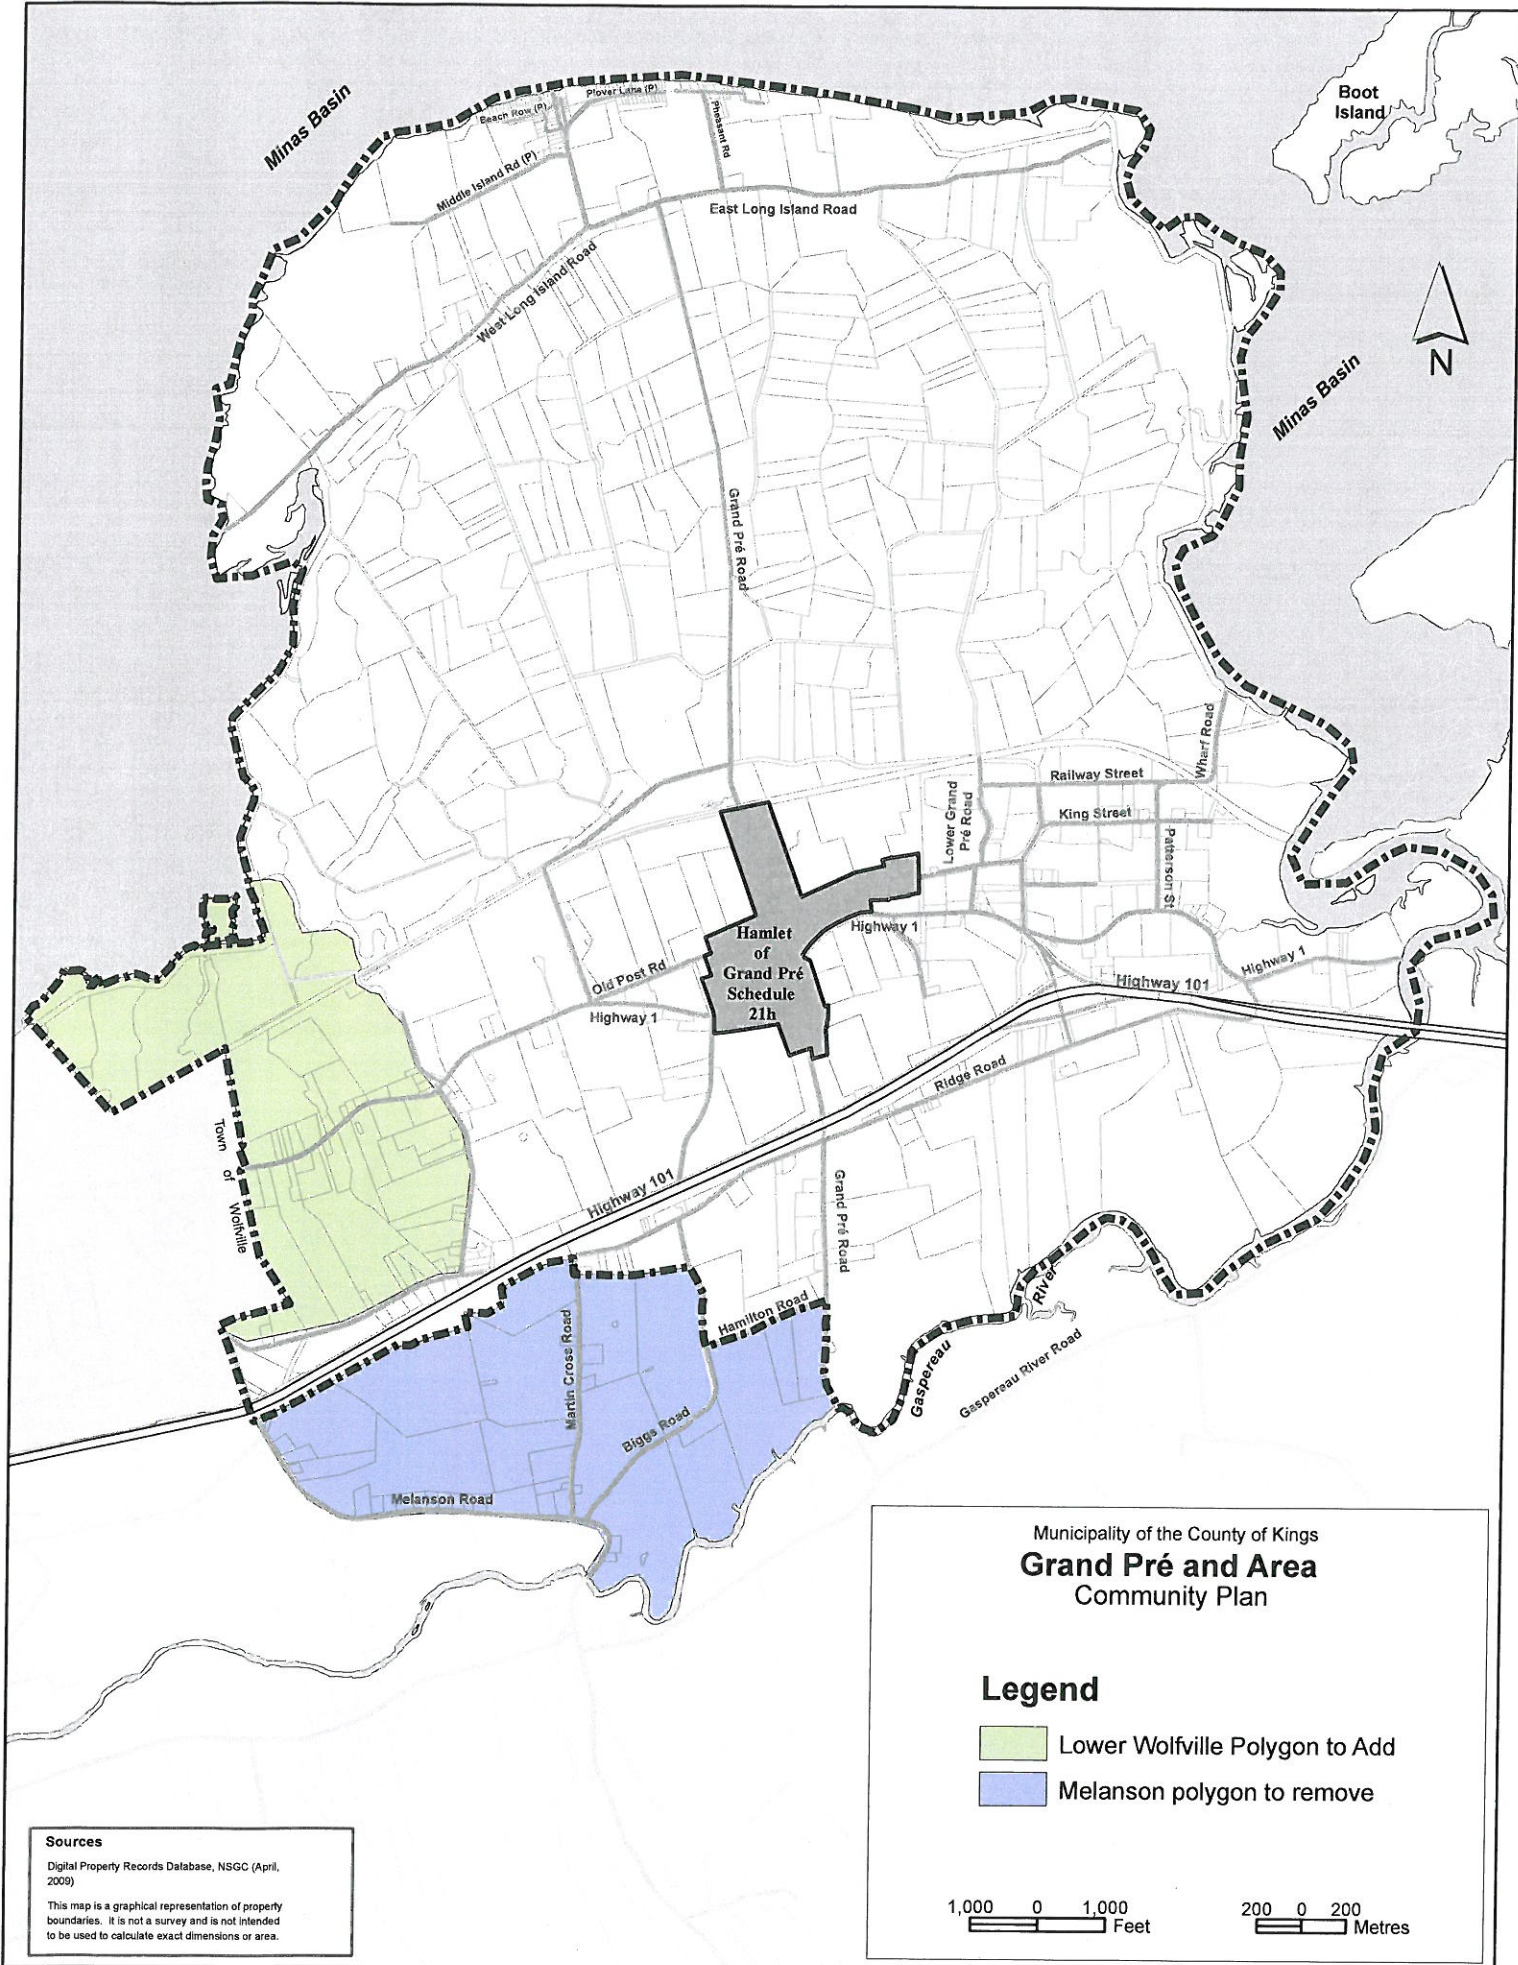 Minas Basin
Boot
Island
Plover Lane (P)
Beach Row (P)
Pheasant Rd
Middle Island Rd (P)
East Long Island Road
West Long Island Road
N
Minas Basin
Grand Pré Road
Wharf Road
Railway Street
King Street
Lower Grand
Pré Road
Patterson St
Highway 1
Hamlet
of
Grand Pré
Schedule
21h
Old Post Rd
Highway 1
Highway 1
Highway 101
Ridge Road
Town of Wolfville
Highway 101
Grand Pré Road
Hamilton Road
Martin Cross Road
Biggs Road
Melanson Road
Gaspereau River
Gaspereau River Road
Municipality of the County of Kings
Grand Pré and Area
Community Plan
Legend
Lower Wolfville Polygon to Add
Melanson polygon to remove
1,000 0 1,000
Feet
200 0 200
Metres
Sources
Digital Property Records Database, NSGC (April,
2009)
This map is a graphical representation of property
boundaries. It is not a survey and is not intended
to be used to calculate exact dimensions or area.